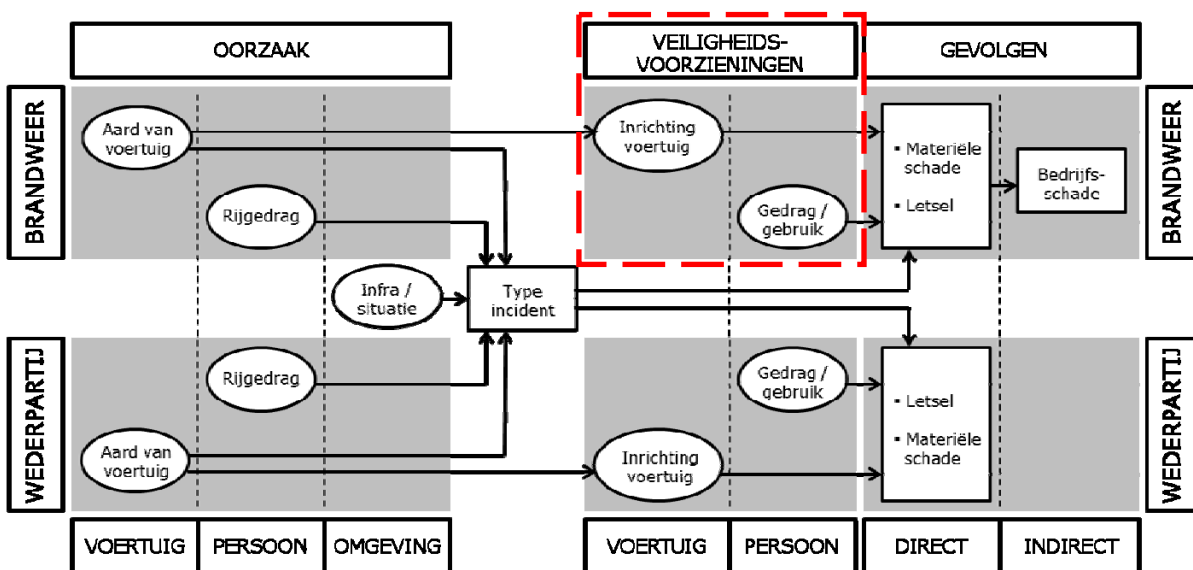 OORZAAK
VEILIGHEIDS-
VOORZIENINGEN
GEVOLGEN
BRANDWEER
Aard van
voertuig
Rijgedrag
Inrichting
voertuig
Gedrag /
gebruik
▪ Materiële
schade
▪ Letsel
Bedrijfs-
schade
BRANDWEER
Infra /
situatie
Type
incident
WEDERPARTIJ
Rijgedrag
Aard van
voertuig
Gedrag /
gebruik
Inrichting
voertuig
▪ Letsel
▪ Materiële
schade
WEDERPARTIJ
VOERTUIG
PERSOON
OMGEVING
VOERTUIG
PERSOON
DIRECT
INDIRECT